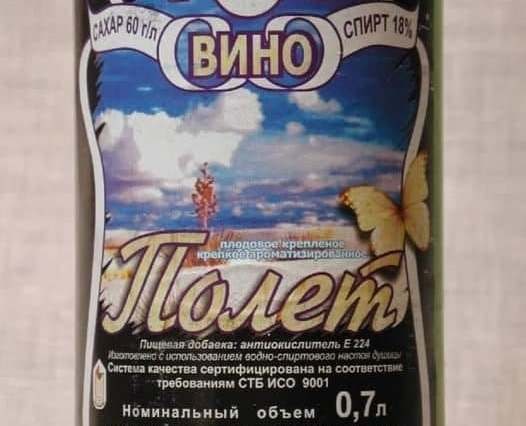 САХАР 60 г/л
ВИНО
СПИРТ 18%
плодовое крепленое
крепкое ароматизированное
Полет
Пищевая добавка: антиокислитель Е 224
Изготовлено с использованием водно-спиртового настоя душицы
Система качества сертифицирована на соответствие
требованиям СТБ ИСО 9001
Номинальный объем 0,7л